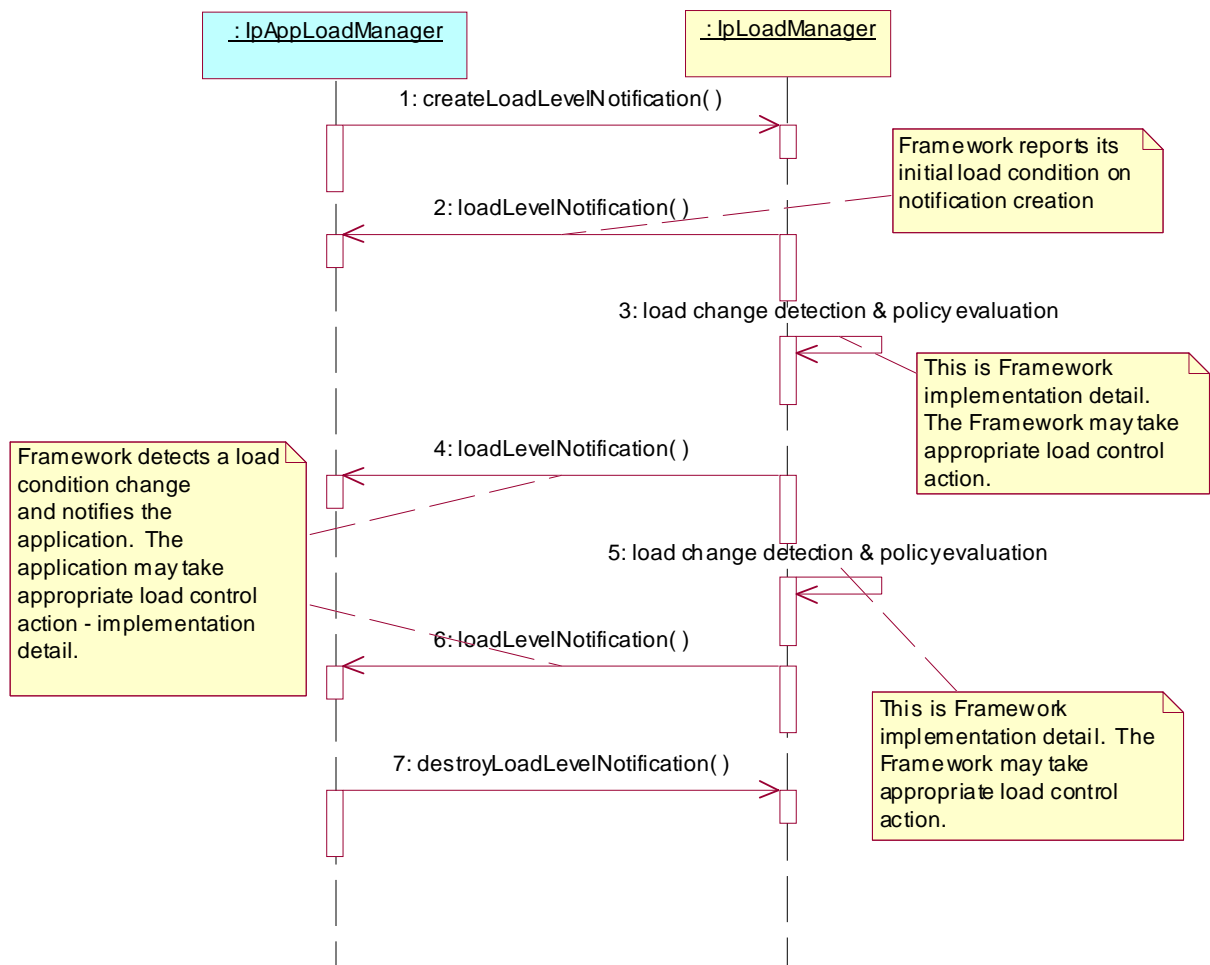 : IpAppLoadManager
: IpLoadManager
1: createLoadLevelNotification( )
Framework reports its
initial load condition on
notification creation
2: loadLevelNotification( )
3: load change detection & policy evaluation
This is Framework
implementation detail.
The Framework may take
appropriate load control
action.
4: loadLevelNotification( )
Framework detects a load
condition change
and notifies the
application. The
application may take
appropriate load control
action - implementation
detail.
5: load change detection & policy evaluation
6: loadLevelNotification( )
This is Framework
implementation detail. The
Framework may take
appropriate load control
action.
7: destroyLoadLevelNotification( )